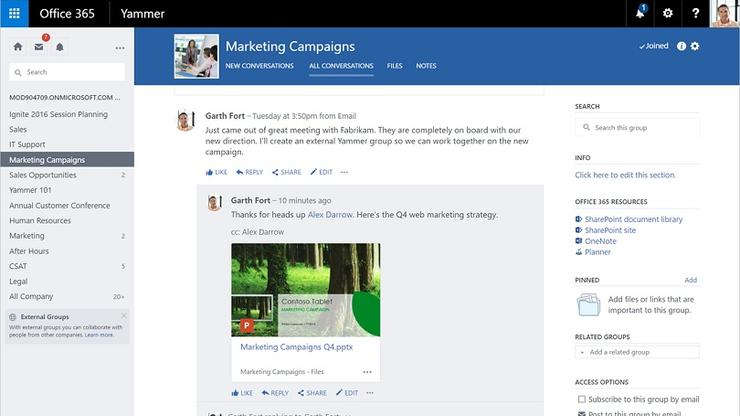 Office 365
Yammer
1
?
7
...
Search
MOD904709.ONMICROSOFT.COM ...
Ignite 2016 Session Planning
Sales
IT Support
Marketing Campaigns
Sales Opportunities 2
Yammer 101
Annual Customer Conference
Human Resources
Marketing 2
After Hours
CSAT 5
Legal
All Company 20+
External Groups
With external groups you can collaborate with
people from other companies. Learn more.
Marketing Campaigns
NEW CONVERSATIONS ALL CONVERSATIONS FILES NOTES
Joined
Garth Fort – Tuesday at 3:50pm from Email
Just came out of great meeting with Fabrikam. They are completely on board with our
new direction. I'll create an external Yammer group so we can work together on the new
campaign.
LIKE REPLY SHARE EDIT ...
Garth Fort – 10 minutes ago
Thanks for heads up Alex Darrow. Here's the Q4 web marketing strategy.
cc: Alex Darrow
Contoso Tablet
MARKETING CAMPAIGN
P
Marketing Campaigns Q4.pptx
Marketing Campaigns - Files ...
LIKE REPLY SHARE EDIT ...
Garth Fort replying to Garth Fort
SEARCH
Search this group
INFO
Click here to edit this section.
OFFICE 365 RESOURCES
SharePoint document library
SharePoint site
OneNote
Planner
PINNED Add
Add files or links that are
important to this group.
RELATED GROUPS
+ Add a related group
ACCESS OPTIONS
Subscribe to this group by email
Post to this group by email